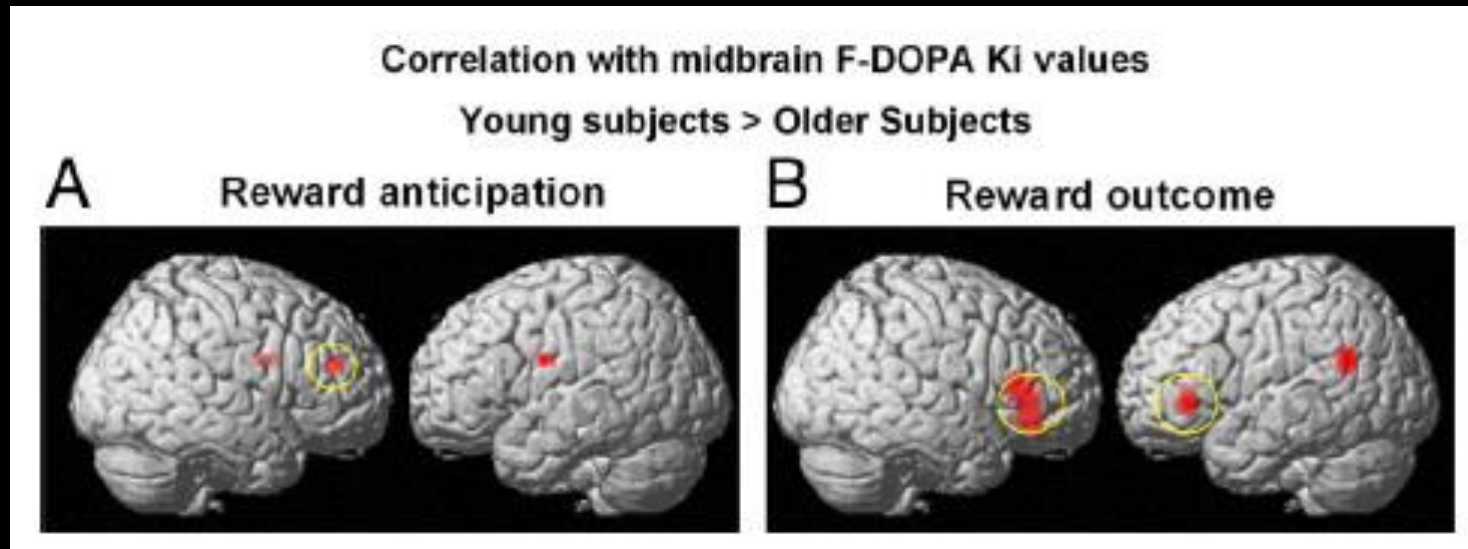 Correlation with midbrain F-DOPA Ki values
Young subjects > Older Subjects
A Reward anticipation
B Reward outcome